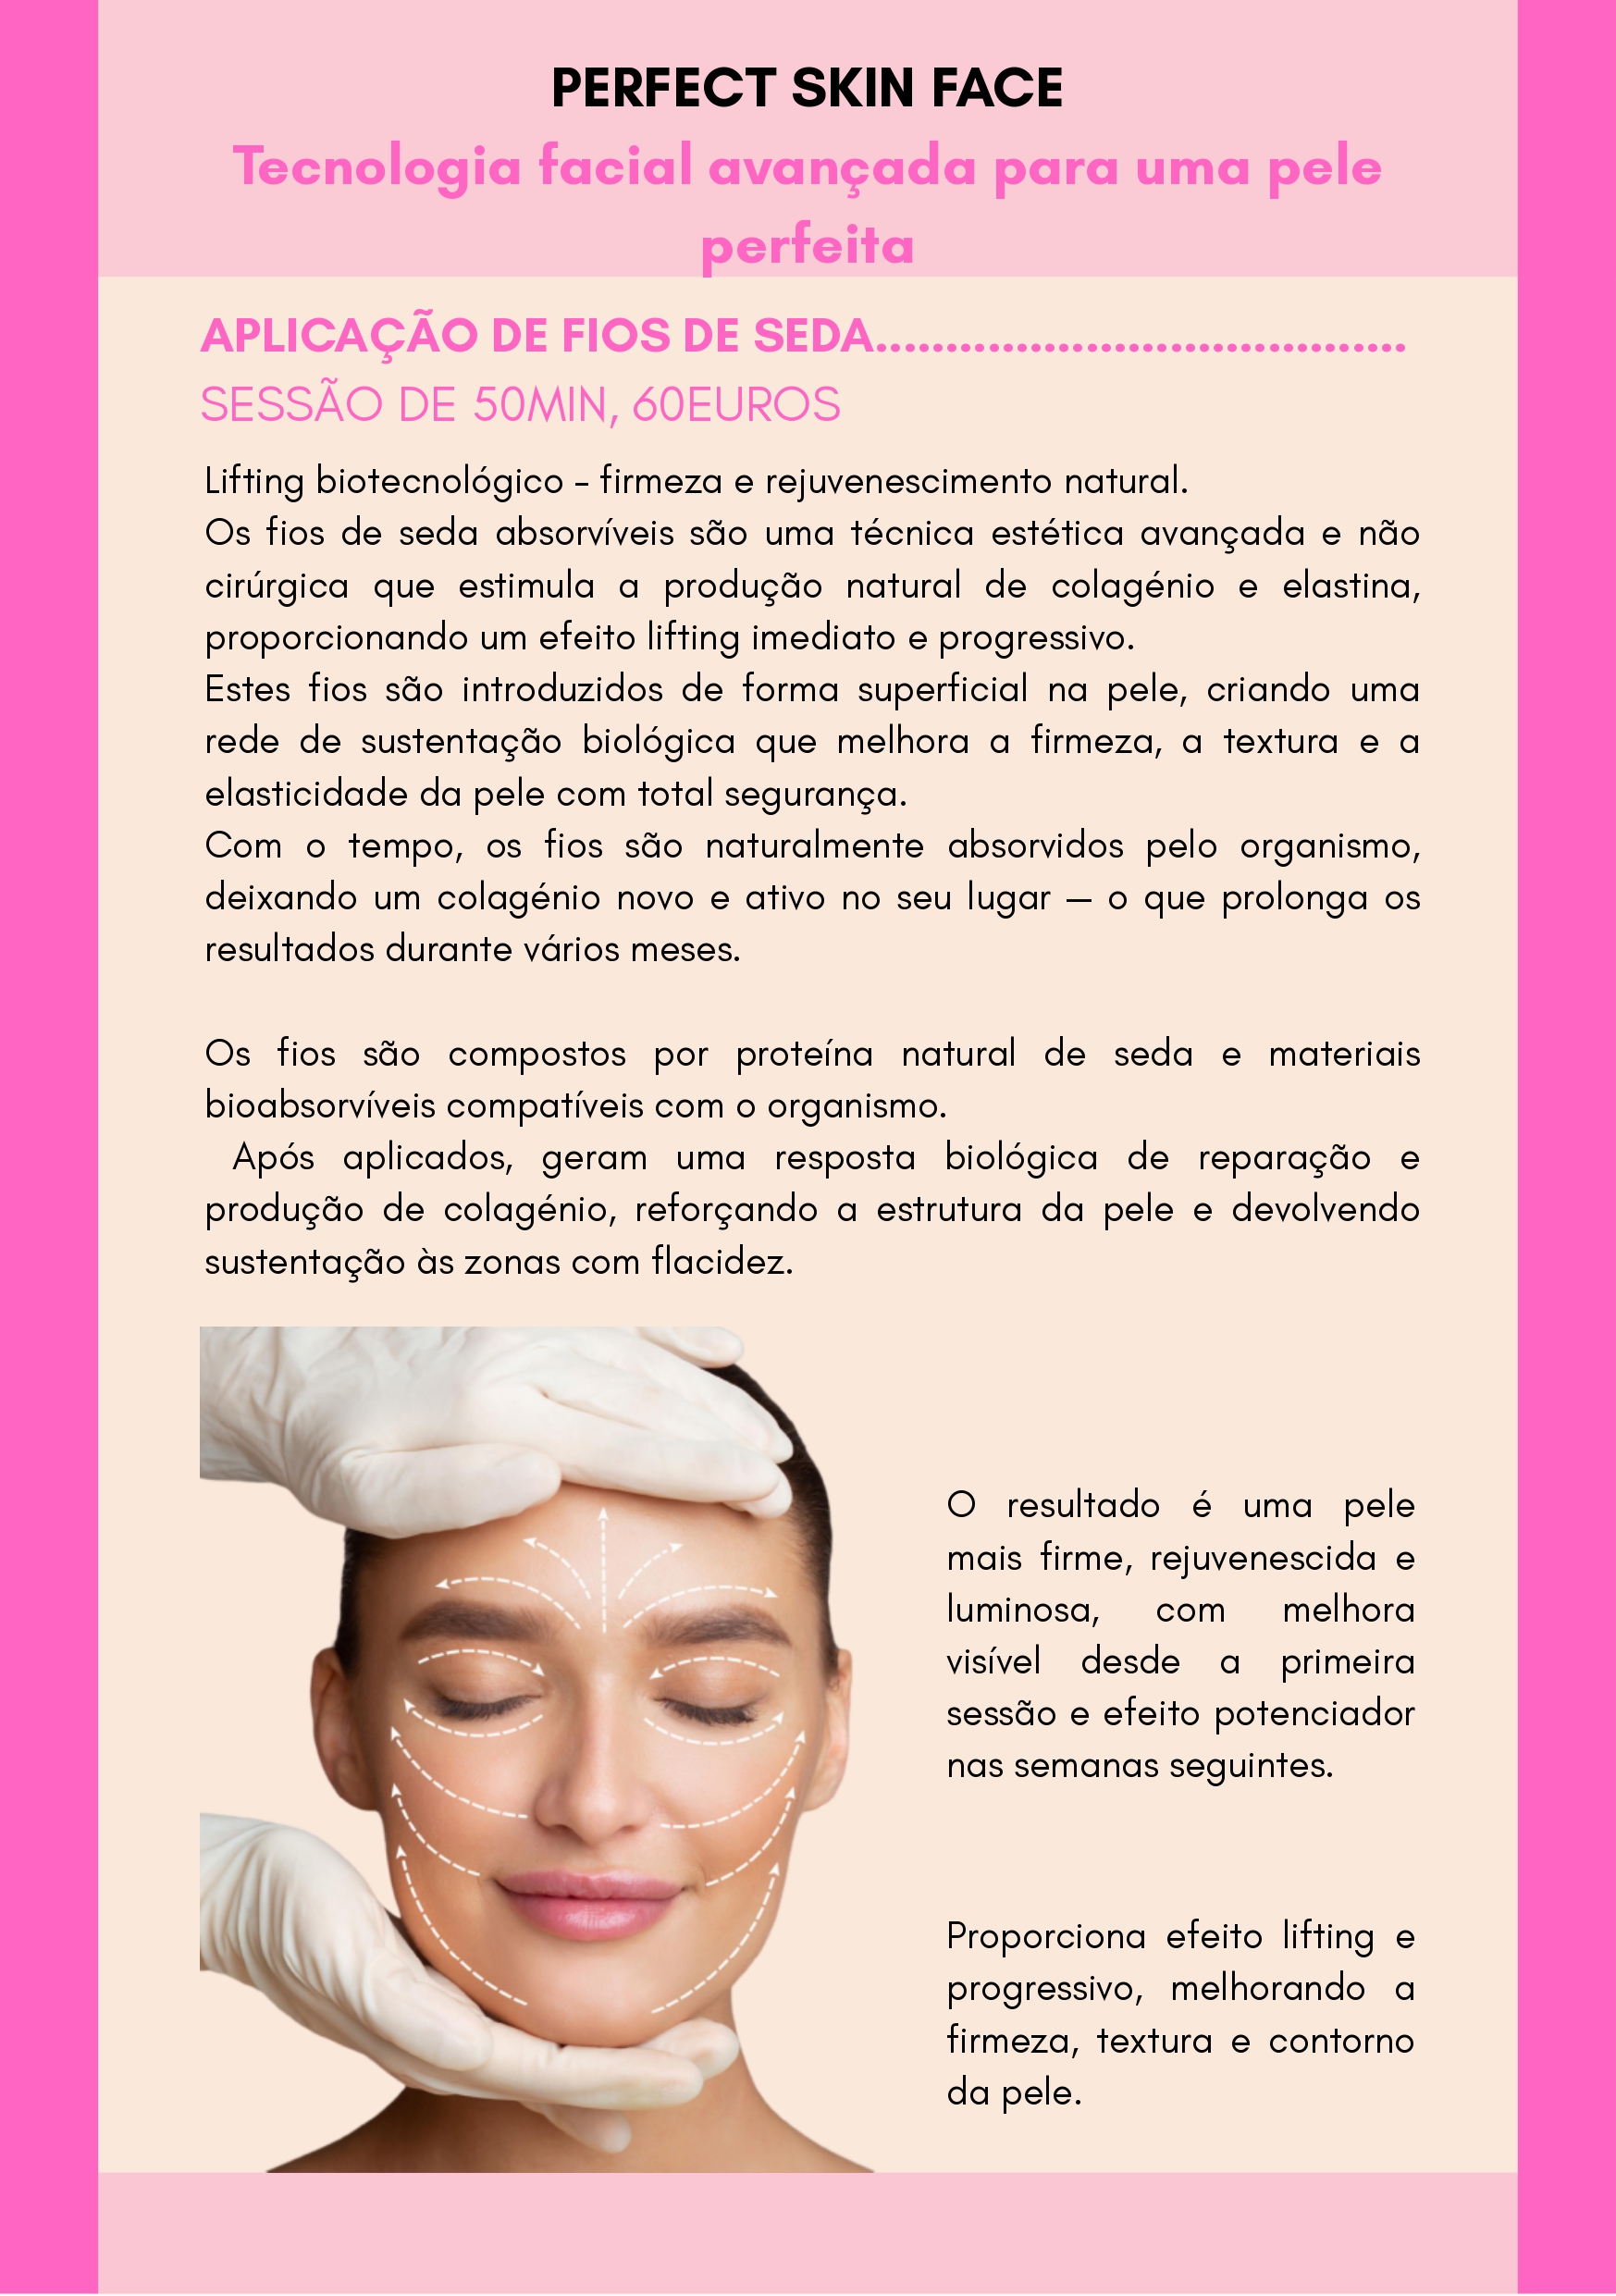 PERFECT SKIN FACE
Tecnologia facial avançada para uma pele
perfeita
APLICAÇÃO DE FIOS DE SEDA......................................
SESSÃO DE 50MIN, 60EUROS
Lifting biotecnológico - firmeza e rejuvenescimento natural.
Os fios de seda absorvíveis são uma técnica estética avançada e não
cirúrgica que estimula a produção natural de colagénio e elastina,
proporcionando um efeito lifting imediato e progressivo.
Estes fios são introduzidos de forma superficial na pele, criando uma
rede de sustentação biológica que melhora a firmeza, a textura e a
elasticidade da pele com total segurança.
Com o tempo, os fios são naturalmente absorvidos pelo organismo,
deixando um colagénio novo e ativo no seu lugar — o que prolonga os
resultados durante vários meses.
Os fios são compostos por proteína natural de seda e materiais
bioabsorvíveis compatíveis com o organismo.
Após aplicados, geram uma resposta biológica de reparação e
produção de colagénio, reforçando a estrutura da pele e devolvendo
sustentação às zonas com flacidez.
O resultado é uma pele
mais firme, rejuvenescida e
luminosa, com melhora
visível desde a primeira
sessão e efeito potenciador
nas semanas seguintes.
Proporciona efeito lifting e
progressivo, melhorando a
firmeza, textura e contorno
da pele.